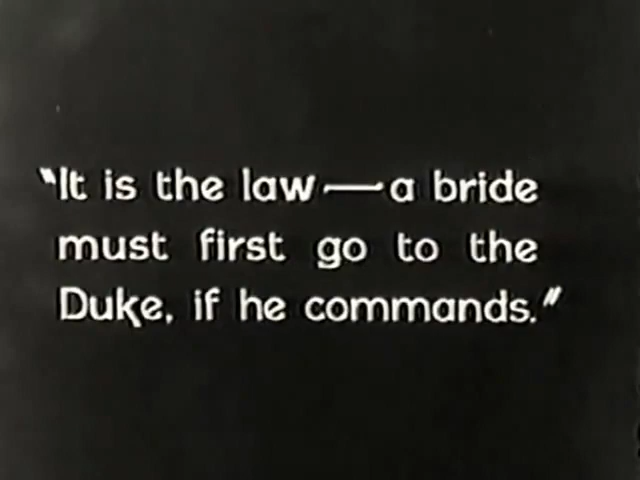 "It is the law—a bride
must first go to the
Duke, if he commands."